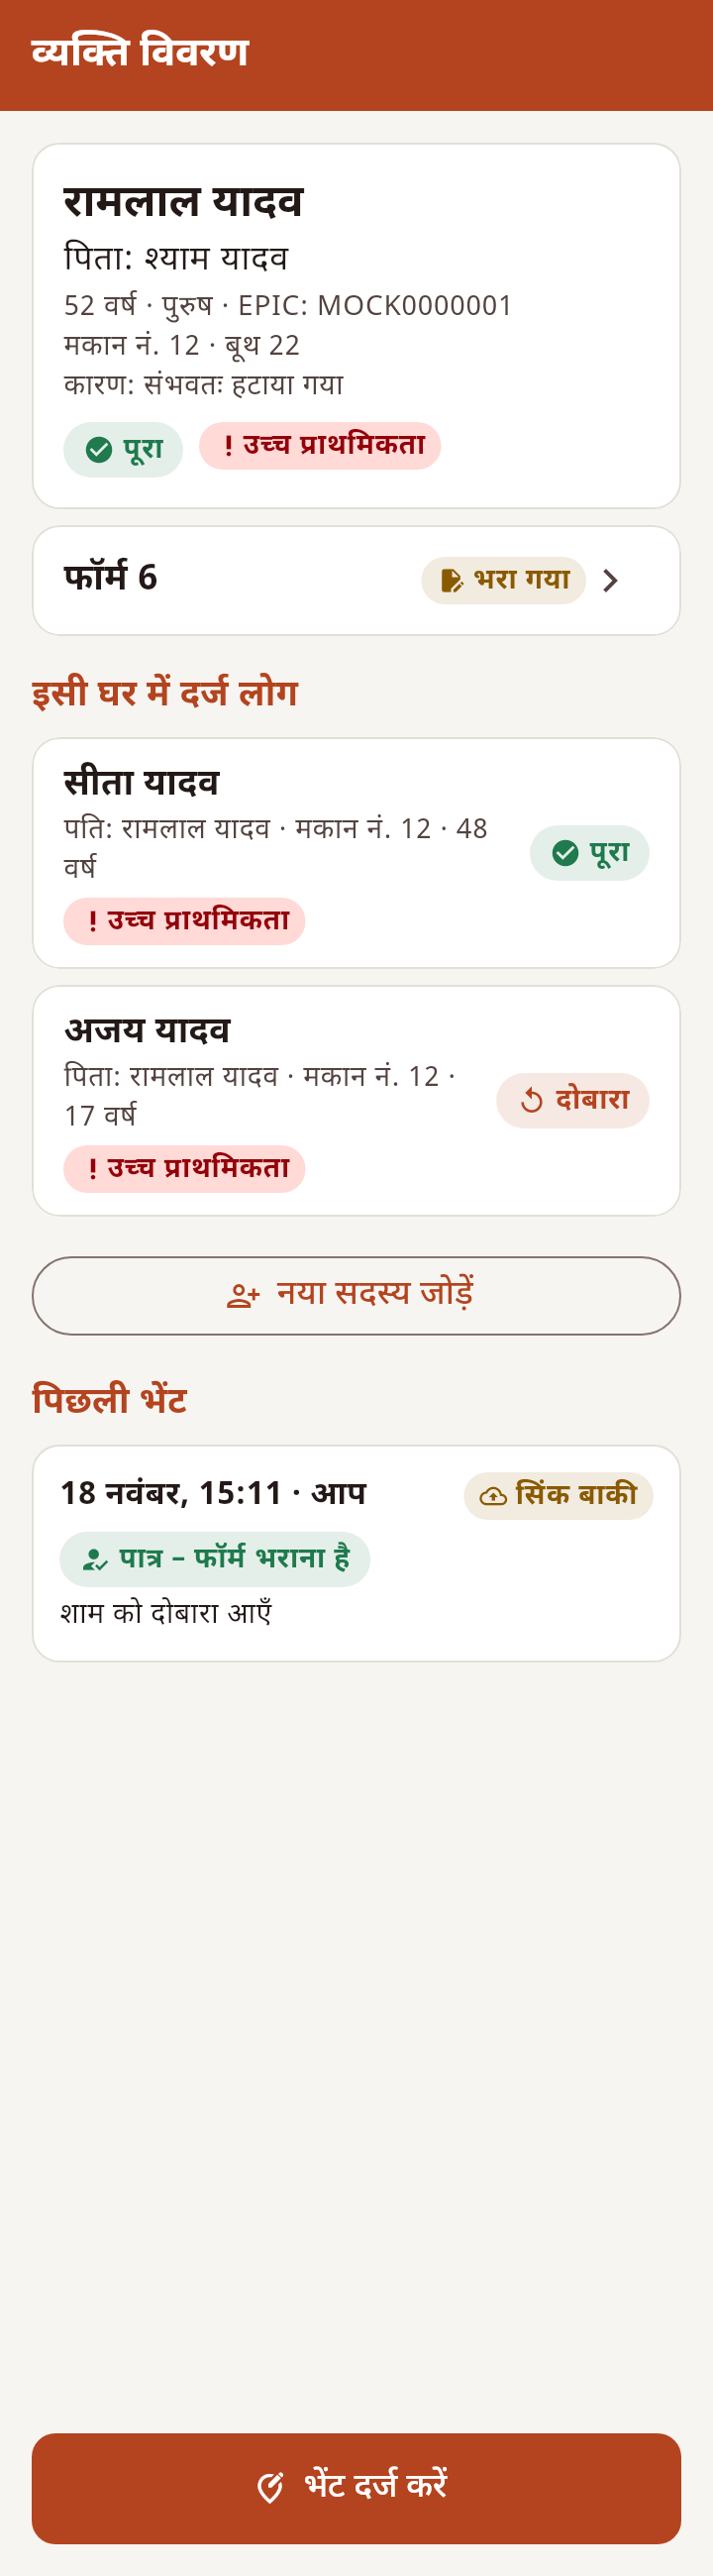 व्यक्ति विवरण
रामलाल यादव
पिता: श्याम यादव
52 वर्ष · पुरुष · EPIC: MOCK0000001
मकान नं. 12 · बूथ 22
कारण: संभवतः हटाया गया
पूरा
! उच्च प्राथमिकता
फॉर्म 6
भरा गया
इसी घर में दर्ज लोग
सीता यादव
पति: रामलाल यादव · मकान नं. 12 · 48
वर्ष
पूरा
! उच्च प्राथमिकता
अजय यादव
पिता: रामलाल यादव · मकान नं. 12 ·
17 वर्ष
दोबारा
! उच्च प्राथमिकता
नया सदस्य जोड़ें
पिछली भेंट
18 नवंबर, 15:11 · आप
सिंक बाकी
पात्र – फॉर्म भराना है
शाम को दोबारा आएँ
भेंट दर्ज करें